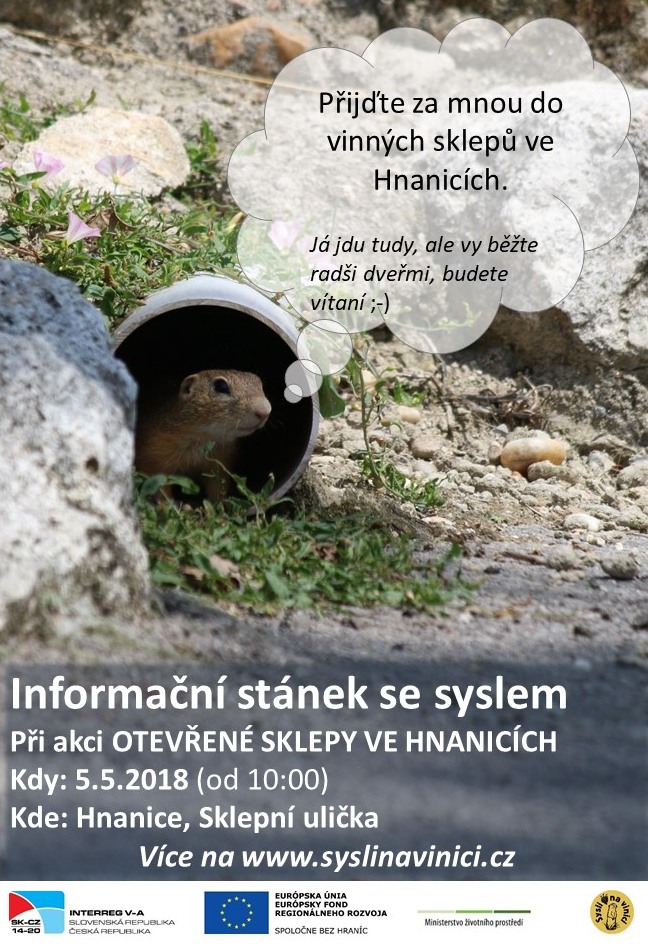 Přijďte za mnou do
vinných sklepů ve
Hnanicích.
Já jdu tudy, ale vy běžte
radši dveřmi, budete
vítaní ;-)
Informační stánek se syslem
Při akci OTEVŘENÉ SKLEPY VE HNANICÍCH
Kdy: 5.5.2018 (od 10:00)
Kde: Hnanice, Sklepní ulička
Více na www.syslinavinici.cz
SK-CZ
14-20
INTERREG V-A
SLOVENSKÁ REPUBLIKA
ČESKÁ REPUBLIKA
EURÓPSKA ÚNIA
EURÓPSKY FOND
REGIONÁLNEHO ROZVOJA
SPOLOČNE BEZ HRANÍC
Ministerstvo životního prostředí
Sysli na vinici